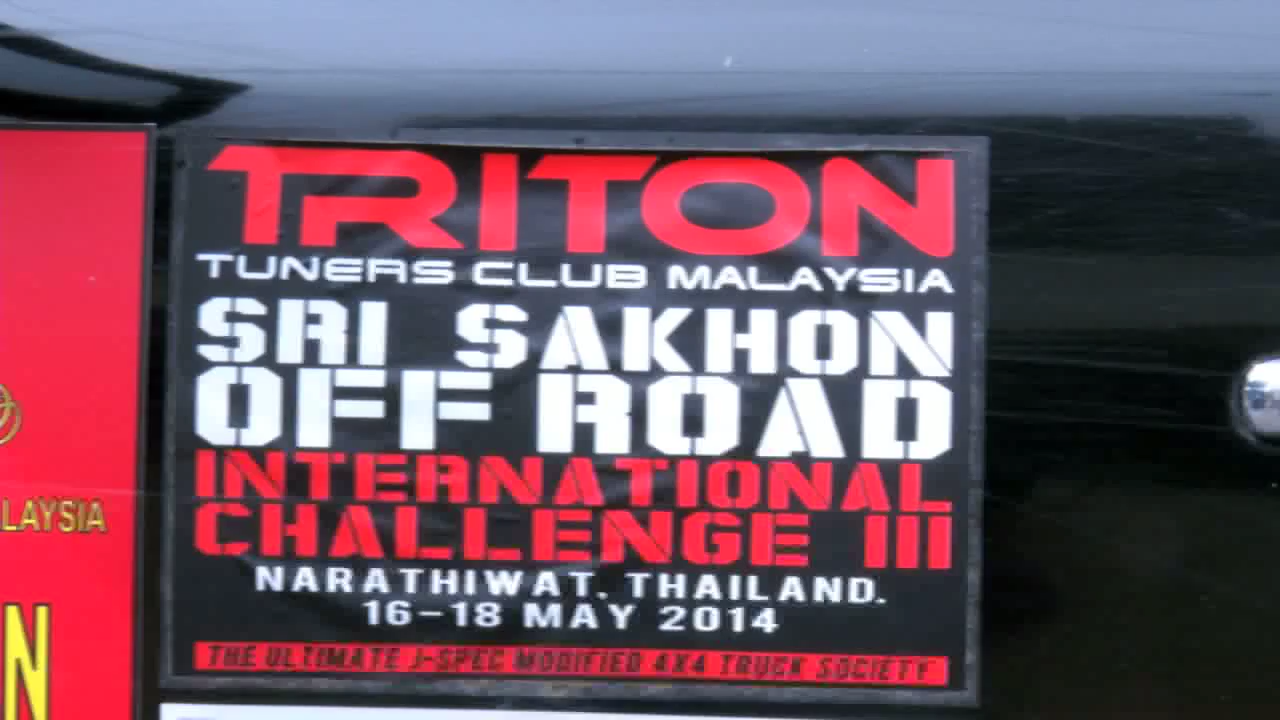 TRITON
TUNERS CLUB MALAYSIA
SRI SAKHON
OFF ROAD
INTERNATIONAL
CHALLENGE III
NARATHIWAT. THAILAND.
16-18 MAY 2014
THE ULTIMATE J-SPEC MODIFIED 4X4 TRUCK SOCIETY
LAYSIA
N